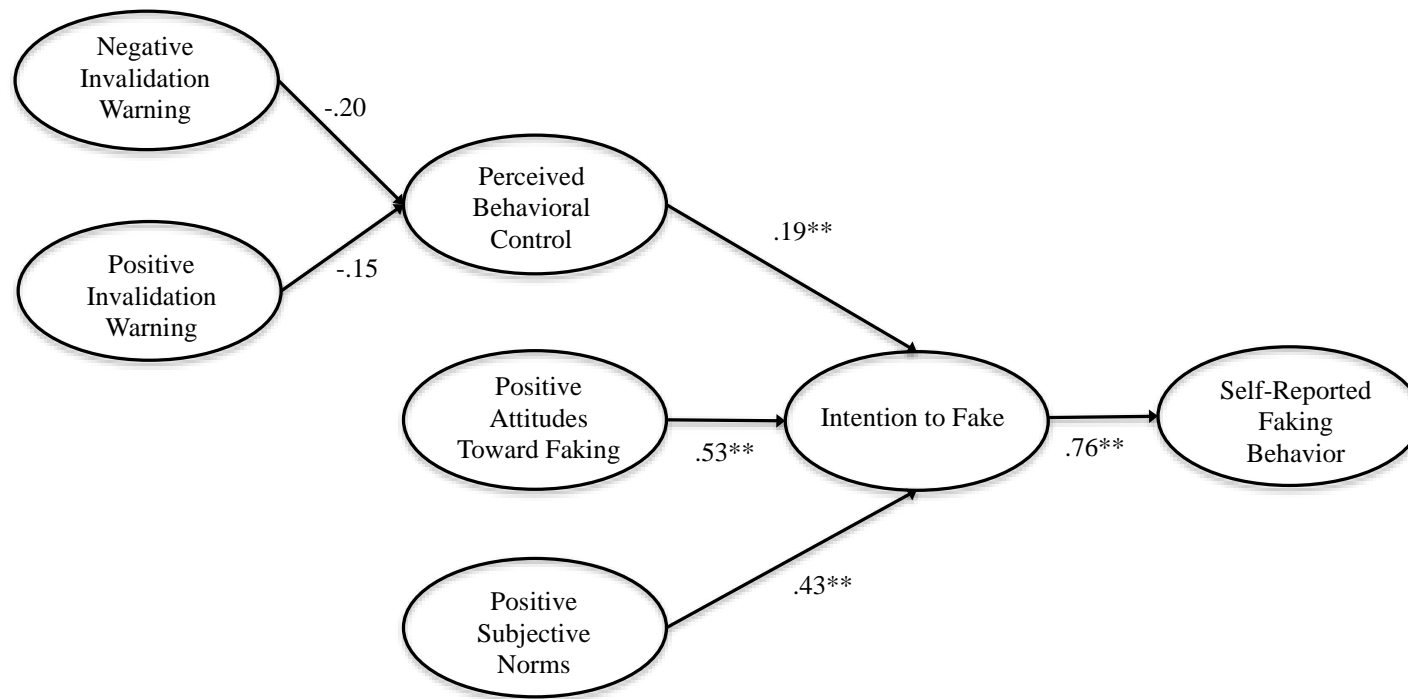 Negative
Invalidation
Warning
-.20
Perceived
Behavioral
Control
Positive
Invalidation
Warning
-.15
.19**
Positive
Attitudes
Toward Faking
.53**
Intention to Fake
.76**
Self-Reported
Faking
Behavior
Positive
Subjective
Norms
.43**